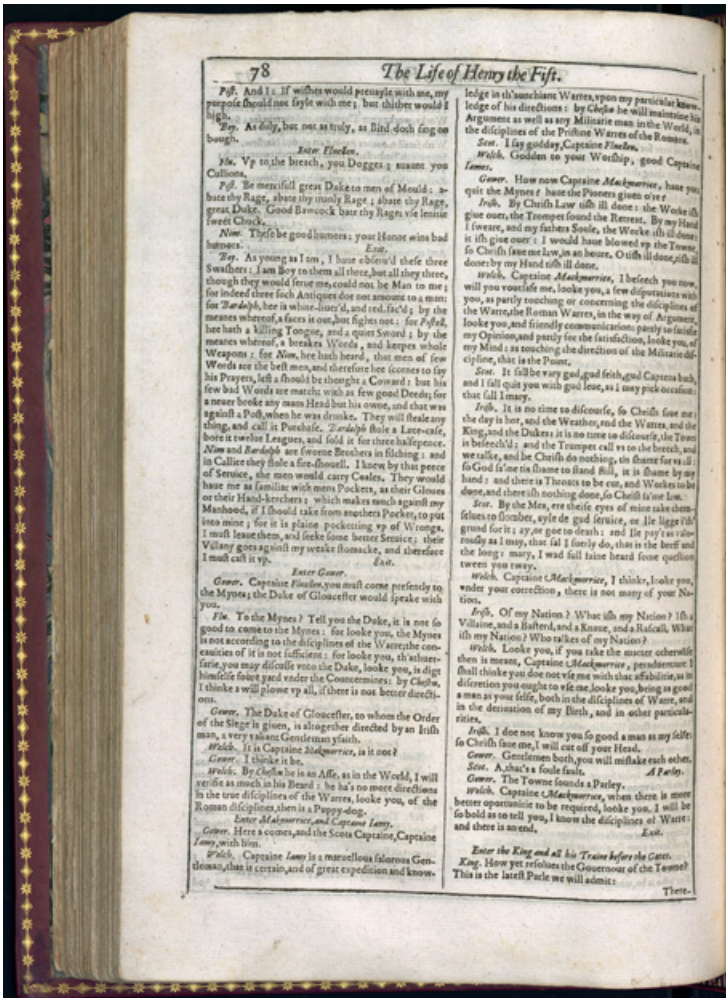 78
The Life of Henry the Fift.
Pist. And I: If wishes would preuayle with me, my
purpose should not fayle with me; but thither would I
high.
Boy. As duly, but not as truly, as Bird doth sing on
bough.
Enter Fluellen.
Flu. Vp to the breach, you Dogges; auaunt you
Cullions.
Pist. Be mercifull great Duke to men of Mould: a-
bate thy Rage, abate thy manly Rage; abate thy Rage,
great Duke. Good Bawcock bate thy Rage: vse lenitie
sweet Chuck.
Nim. These be good humors: your Honor wins bad
humors. Exit.
Boy. As young as I am, I haue obseru'd these three
Swashers: I am Boy to them all three, but all they three,
though they would serue me, could not be Man to me;
for indeed three such Antiques doe not amount to a man:
for Bardolph, hee is white-liuer'd, and red-fac'd; by the
meanes whereof, a faces it out, but fights not: for Pistoll,
hee hath a killing Tongue, and a quiet Sword; by the
meanes whereof, a breakes Words, and keepes whole
Weapons: for Nim, hee hath heard, that men of few
Words are the best men, and therefore hee scornes to say
his Prayers, lest a should be thought a Coward: but his
few bad Words are matcht with as few good Deeds; for
a neuer broke any mans Head but his owne, and that was
against a Post, when he was drunke. They will steale any
thing, and call it Purchase. Bardolph stole a Lute-case,
bore it twelue Leagues, and sold it for three halfepence.
Nim and Bardolph are sworne Brothers in filching: and
in Callice they stole a fire-shouell. I knew by that peece
of Seruice, the men would carry Coales. They would
haue me as familiar with mens Pockets, as their Gloues
or their Hand-kerchers: which makes much against my
Manhood, if I should take from anothers Pocket, to put
into mine; for it is plaine pocketting vp of Wrongs.
I must leaue them, and seeke some better Seruice: their
Villany goes against my weake stomacke, and therefore
I must cast it vp. Exit.
Enter Gower.
Gower. Captaine Fluellen, you must come presently to
the Mynes; the Duke of Gloucester would speake with
you.
Flu. To the Mynes? Tell you the Duke, it is not so
good to come to the Mynes: for looke you, the Mynes
is not according to the disciplines of the Warre; the con-
cauities of it is not sufficient: for looke you, th'athuer-
sarie, you may discusse vnto the Duke, looke you, is digt
himselfe foure yard vnder the Countermines: by Cheshu,
I thinke a will plowe vp all, if there is not better directi-
ons.
Gower. The Duke of Gloucester, to whom the Order
of the Siege is giuen, is altogether directed by an Irish
man, a very valiant Gentleman yfaith.
Welch. It is Captaine Makmorrice, is it not?
Gower. I thinke it be.
Welch. By Cheshu he is an Asse, as in the World, I will
verifie as much in his Beard: he ha's no more directions
in the true disciplines of the Warres, looke you, of the
Roman disciplines, then is a Puppy-dog.
Enter Makmorrice, and Captaine Iamy.
Gower. Here a comes, and the Scots Captaine, Captaine
Iamy, with him.
Welch. Captaine Iamy is a maruellous falorous Gen-
tleman, that is certain, and of great expedition and know-
ledge in th'aunchiant Warres, vpon my particular know-
ledge of his directions: by Cheshu he will maintaine his
Argument as well as any Militarie man in the World, in
the disciplines of the Pristine Warres of the Romans.
Scot. I say gudday, Captaine Fluellen.
Welch. Godden to your Worship, good Captaine
Iames.
Gower. How now Captaine Mackmorrice, haue you
quit the Mynes? haue the Pioners giuen o're?
Irish. By Chrish Law tish ill done: the Worke ish
giue ouer, the Trompet sound the Retreat. By my Hand
I sweare, and my fathers Soule, the Worke ish ill done:
it ish giue ouer: I would haue blowed vp the Towne,
so Chrish saue me law, in an houre. O tish ill done, tish ill
done: by my Hand tish ill done.
Welch. Captaine Mackmorrice, I beseech you now,
will you voutsafe me, looke you, a few disputations with
you, as partly touching or concerning the disciplines of
the Warre, the Roman Warres, in the way of Argument,
looke you, and friendly communication: partly to satisfie
my Opinion, and partly for the satisfaction, looke you, of
my Mind: as touching the direction of the Militarie dis-
cipline, that is the Point.
Scot. It sall be vary gud, gud feith, gud Captens bath,
and I sall quit you with gud leue, as I may pick occasion:
that sall I mary.
Irish. It is no time to discourse, so Chrish saue me:
the day is hot, and the Weather, and the Warres, and the
King, and the Dukes: it is no time to discourse, the Town
is beseech'd: and the Trumpet call vs to the breech, and
we talke, and be Chrish do nothing, tis shame for vs all:
so God sa'me tis shame to stand still, it is shame by my
hand: and there is Throats to be cut, and Workes to be
done, and there ish nothing done, so Christ sa'me law.
Scot. By the Mes, ere theise eyes of mine take them-
selues to slomber, ayle de gud seruice, or Ile ligge i'th'
grund for it; ay, or goe to death: and Ile pay't as valo-
rously as I may, that sal I suerly do, that is the breff and
the long: mary, I wad full faine heard some question
tween you tway.
Welch. Captaine Mackmorrice, I thinke, looke you,
vnder your correction, there is not many of your Na-
tion.
Irish. Of my Nation? What ish my Nation? Ish a
Villaine, and a Basterd, and a Knaue, and a Rascall. What
ish my Nation? Who talkes of my Nation?
Welch. Looke you, if you take the matter otherwise
then is meant, Captaine Mackmorrice, peraduenture I
shall thinke you doe not vse me with that affabilitie, as in
discretion you ought to vse me, looke you, being as good
a man as your selfe, both in the disciplines of Warre, and
in the deriuation of my Birth, and in other particula-
rities.
Irish. I doe not know you so good a man as my selfe:
so Chrish saue me, I will cut off your Head.
Gower. Gentlemen both, you will mistake each other.
Scot. A, that's a foule fault. A Parley.
Gower. The Towne sounds a Parley.
Welch. Captaine Mackmorrice, when there is more
better oportunitie to be required, looke you, I will be
so bold as to tell you, I know the disciplines of Warre:
and there is an end. Exit.
Enter the King and all his Traine before the Gates.
King. How yet resolues the Gouernour of the Towne?
This is the latest Parle we will admit:
There-